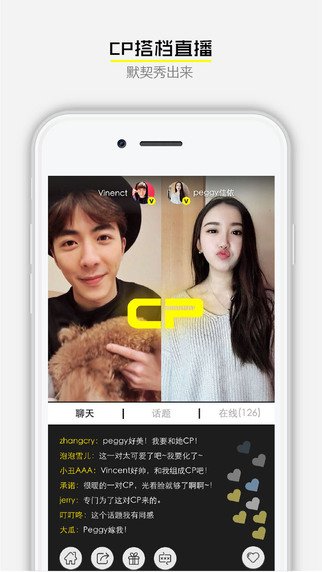 CP搭档直播
默契秀出来
Vinenct
peggy佳依
CP
聊天 | 话题 | 在线(126)
zhangcry：peggy好美！我要和她CP！
泡泡雪儿：这一对太可爱了吧~我要化了~
小丑AAA：Vincent好帅，和我组成CP吧！
承诺：很暖的一对CP，光看脸就够了啊啊~！
jerry：专门为了这对CP来的。
叮叮咚：这个话题我有同感
大瓜：Peggy嫁我！